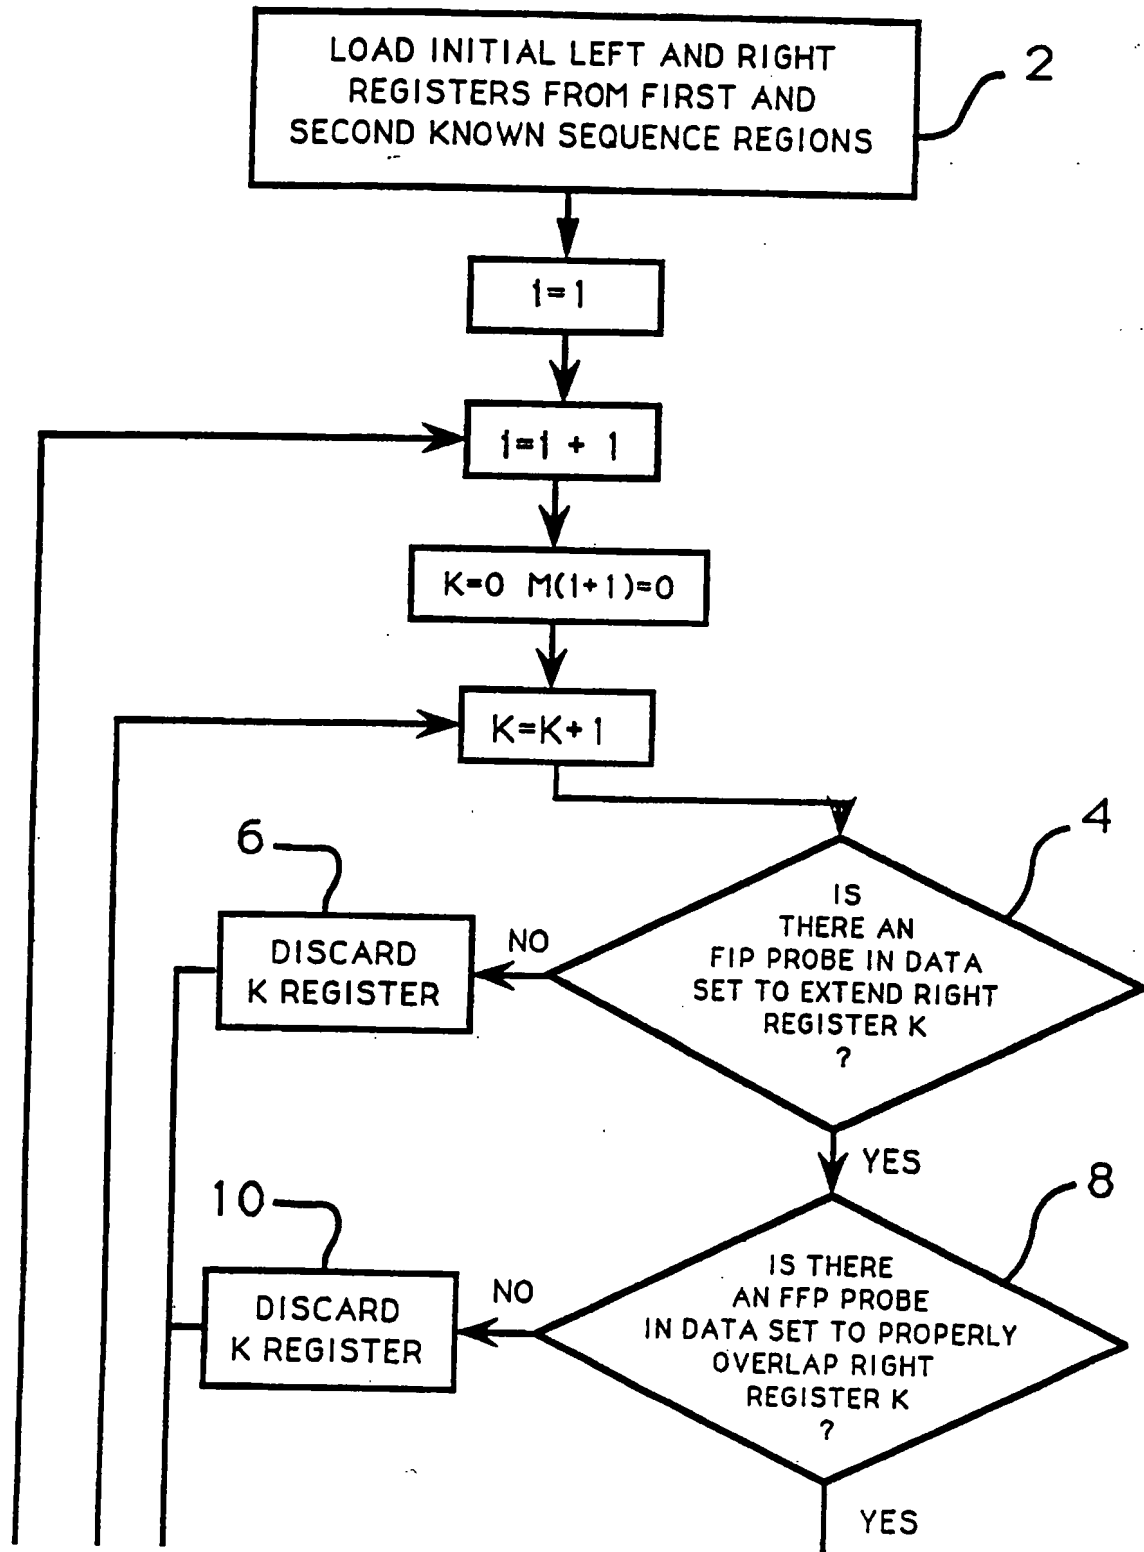 LOAD INITIAL LEFT AND RIGHT
REGISTERS FROM FIRST AND
SECOND KNOWN SEQUENCE REGIONS
2
i=1
i=i + 1
K=0 M(i+1)=0
K=K+1
4
6
IS
THERE AN
FIP PROBE IN DATA
SET TO EXTEND RIGHT
REGISTER K
?
NO
DISCARD
K REGISTER
YES
8
10
IS THERE
AN FFP PROBE
IN DATA SET TO PROPERLY
OVERLAP RIGHT
REGISTER K
?
NO
DISCARD
K REGISTER
YES